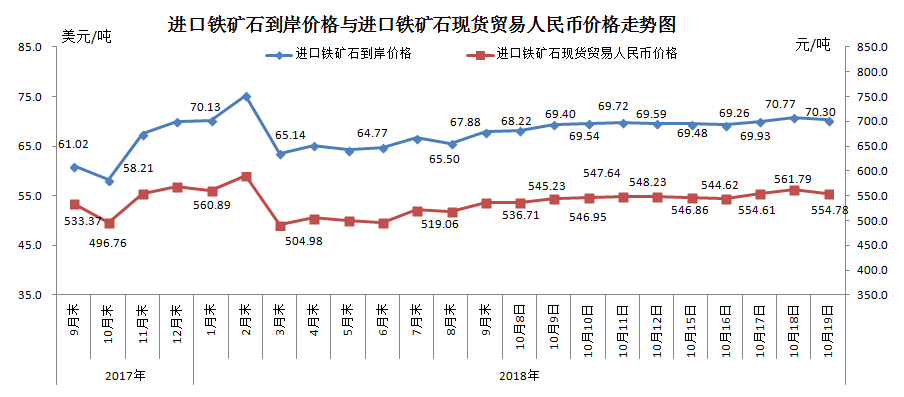 进口铁矿石到岸价格与进口铁矿石现货贸易人民币价格走势图
美元/吨
元/吨
进口铁矿石到岸价格
进口铁矿石现货贸易人民币价格
85.0
75.0
65.0
55.0
45.0
35.0
850.0
800.0
750.0
700.0
650.0
600.0
550.0
500.0
450.0
400.0
350.0
61.02
58.21
70.13
65.14
64.77
65.50
67.88
68.22
69.40
69.54
69.72
69.59
69.48
69.26
69.93
70.77
70.30
533.37
496.76
560.89
504.98
519.06
536.71
545.23
546.95
547.64
548.23
546.86
544.62
554.61
561.79
554.78
9月末
10月末
11月末
12月末
1月末
2月末
3月末
4月末
5月末
6月末
7月末
8月末
9月末
10月8日
10月9日
10月10日
10月11日
10月12日
10月15日
10月16日
10月17日
10月18日
10月19日
2017年
2018年